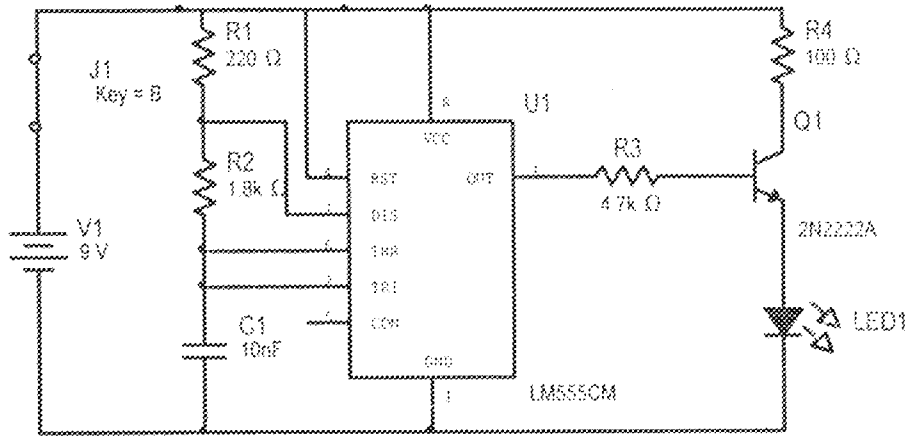 R1
220 Ω
R4
100 Ω
J1
Key = B
8
U1
VCC
Q1
R2
1.8k Ω
RST
OUT
R3
4.7k Ω
DIS
V1
9 V
THR
2N2222A
TRI
CON
C1
10nF
GND
LED1
1
LM555CM